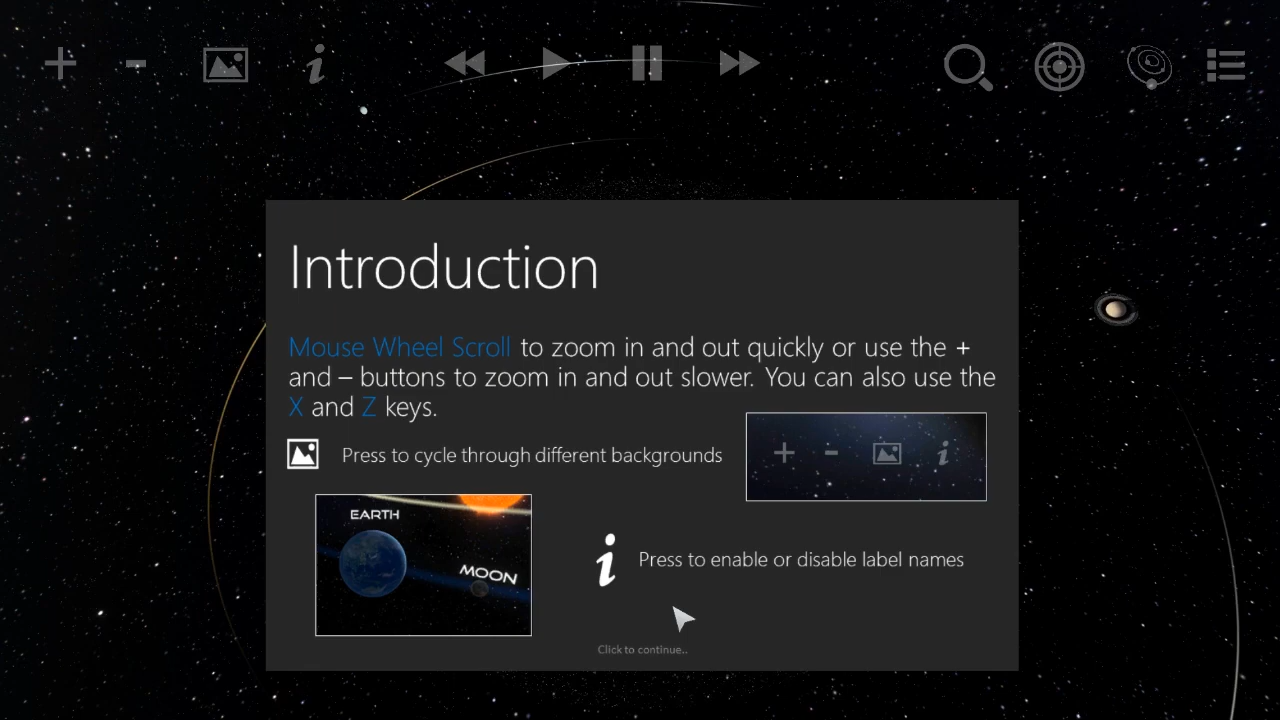 Introduction
Mouse Wheel Scroll to zoom in and out quickly or use the +
and – buttons to zoom in and out slower. You can also use the
X and Z keys.
Press to cycle through different backgrounds
EARTH
MOON
Press to enable or disable label names
Click to continue..